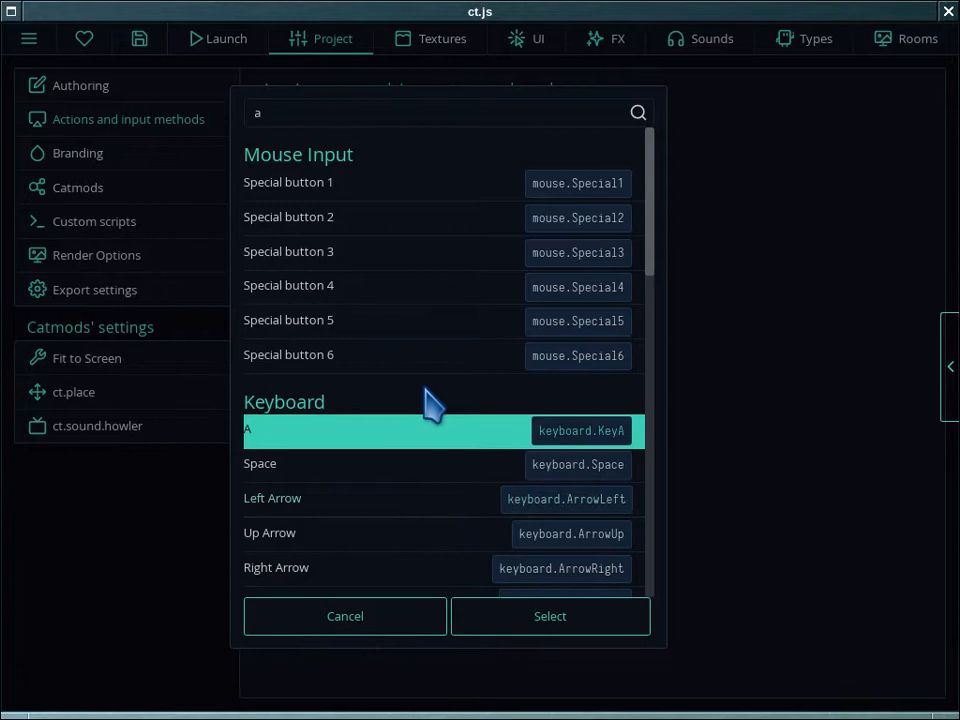 ct.js
Launch
Project
Textures
UI
FX
Sounds
Types
Rooms
Authoring
Actions and input methods
Branding
Catmods
Custom scripts
Render Options
Export settings
Catmods' settings
Fit to Screen
ct.place
ct.sound.howler
a
Mouse Input
Special button 1 mouse.Special1
Special button 2 mouse.Special2
Special button 3 mouse.Special3
Special button 4 mouse.Special4
Special button 5 mouse.Special5
Special button 6 mouse.Special6
Keyboard
A keyboard.KeyA
Space keyboard.Space
Left Arrow keyboard.ArrowLeft
Up Arrow keyboard.ArrowUp
Right Arrow keyboard.ArrowRight
Cancel
Select